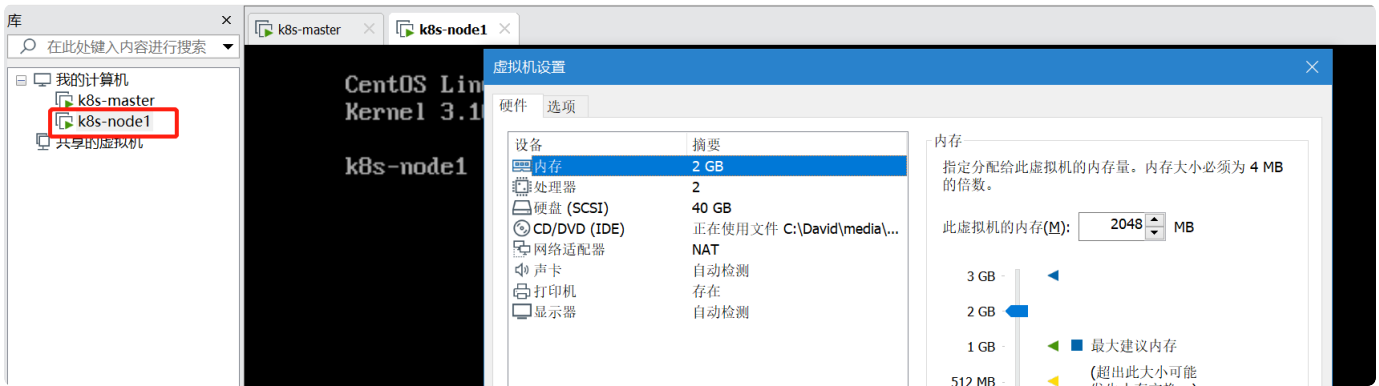 库
在此处键入内容进行搜索
我的计算机
k8s-master
k8s-node1
共享的虚拟机
k8s-master
k8s-node1
CentOS Lin
Kernel 3.1
k8s-node1
虚拟机设置
硬件 选项
设备 摘要
内存 2 GB
处理器 2
硬盘 (SCSI) 40 GB
CD/DVD (IDE) 正在使用文件 C:\David\media\...
网络适配器 NAT
声卡 自动检测
打印机 存在
显示器 自动检测
内存
指定分配给此虚拟机的内存量。内存大小必须为 4 MB
的倍数。
此虚拟机的内存(M): 2048 MB
3 GB
2 GB
1 GB 最大建议内存
512 MB (超出此大小可能